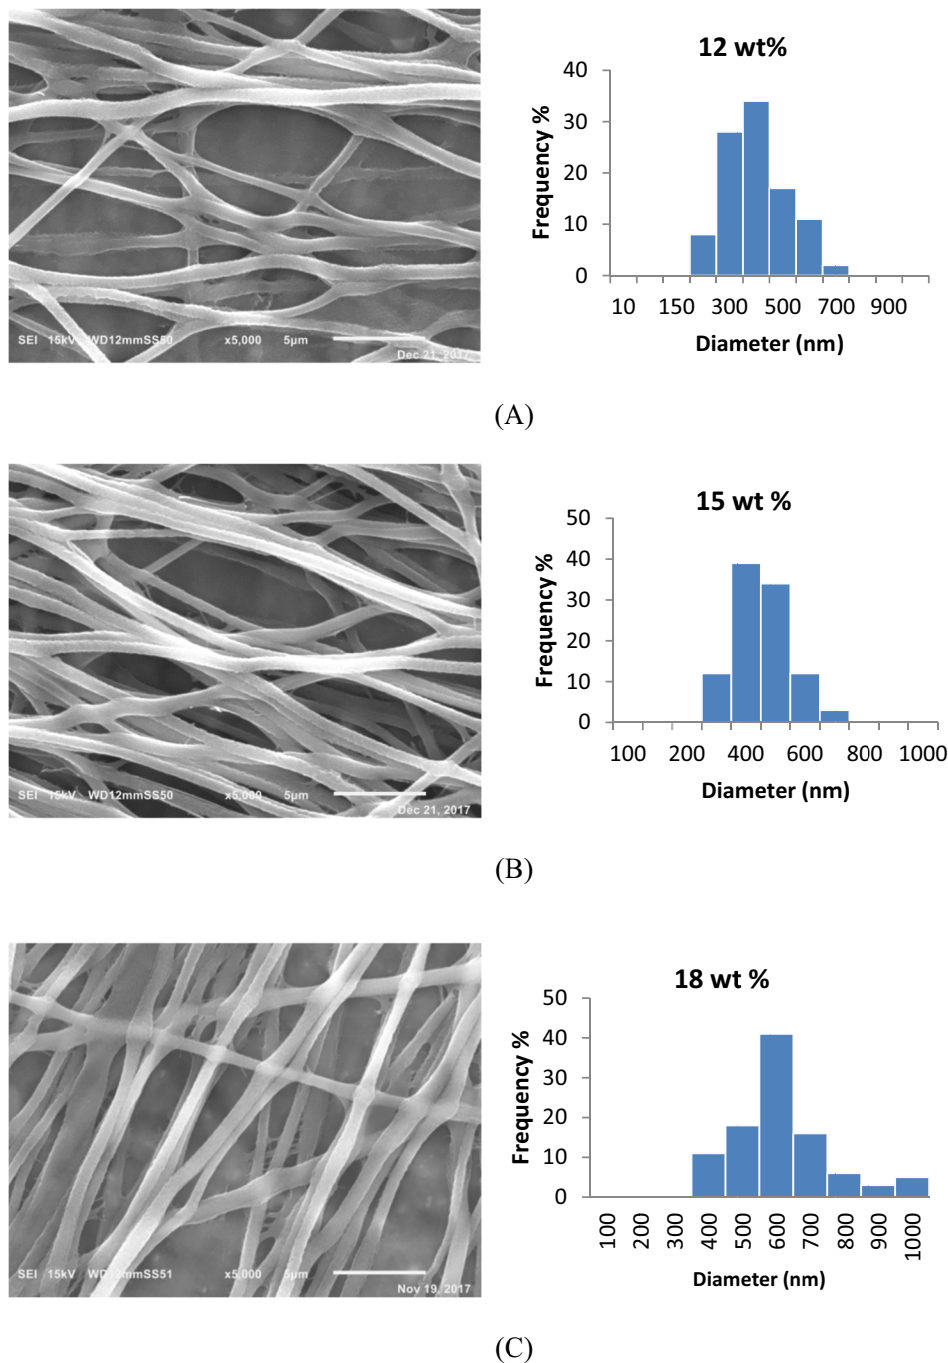 12 wt%
40
30
20
10
0
Frequency %
10 150 300 500 700 900
Diameter (nm)
SEI 15kV WD12mmSS50 x5,000 5µm
Dec 21, 2017
(A)
15 wt %
50
40
30
20
10
0
Frequency %
100 200 400 600 800 1000
Diameter (nm)
SEI 15kV WD12mmSS50 x5,000 5µm
Dec 21, 2017
(B)
18 wt %
50
40
30
20
10
0
Frequency %
100 200 300 400 500 600 700 800 900 1000
Diameter (nm)
SEI 15kV x5,000 5µm
Nov 19, 2017
(C)